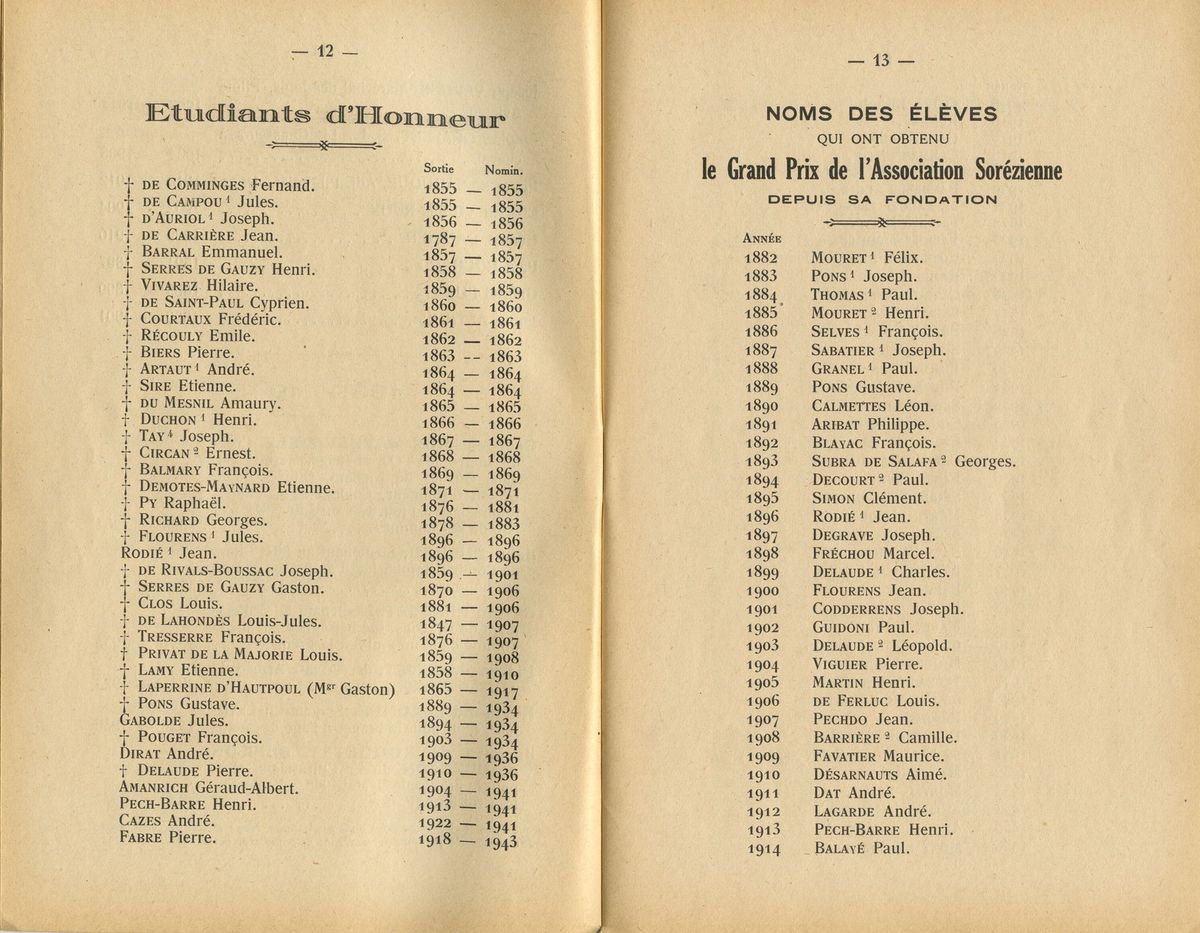 — 12 —
Etudiants d'Honneur
Sortie Nomin.
† DE COMMINGES Fernand. 1855 — 1855
† DE CAMPOU ¹ Jules. 1855 — 1855
† D'AURIOL ¹ Joseph. 1856 — 1856
† DE CARRIÈRE Jean. 1787 — 1857
† BARRAL Emmanuel. 1857 — 1857
† SERRES DE GAUZY Henri. 1858 — 1858
† VIVAREZ Hilaire. 1859 — 1859
† DE SAINT-PAUL Cyprien. 1860 — 1860
† COURTAUX Frédéric. 1861 — 1861
† RÉCOULY Emile. 1862 — 1862
† BIERS Pierre. 1863 -- 1863
† ARTAUT ¹ André. 1864 — 1864
† SIRE Etienne. 1864 — 1864
† DU MESNIL Amaury. 1865 — 1865
† DUCHON ¹ Henri. 1866 — 1866
† TAY ⁴ Joseph. 1867 — 1867
† CIRCAN ² Ernest. 1868 — 1868
† BALMARY François. 1869 — 1869
† DEMOTES-MAYNARD Etienne. 1871 — 1871
† PY Raphaël. 1876 — 1881
† RICHARD Georges. 1878 — 1883
† FLOURENS ¹ Jules. 1896 — 1896
RODIÉ ¹ Jean. 1896 — 1896
† DE RIVALS-BOUSSAC Joseph. 1859 — 1901
† SERRES DE GAUZY Gaston. 1870 — 1906
† CLOS Louis. 1881 — 1906
† DE LAHONDÈS Louis-Jules. 1847 — 1907
† TRESSERRE François. 1876 — 1907
† PRIVAT DE LA MAJORIE Louis. 1859 — 1908
† LAMY Etienne. 1858 — 1910
† LAPERRINE D'HAUTPOUL (Mgr Gaston) 1865 — 1917
† PONS Gustave. 1889 — 1934
GABOLDE Jules. 1894 — 1934
† POUGET François. 1903 — 1934
DIRAT André. 1909 — 1936
† DELAUDE Pierre. 1910 — 1936
AMANRICH Géraud-Albert. 1904 — 1941
PECH-BARRE Henri. 1913 — 1941
CAZES André. 1922 — 1941
FABRE Pierre. 1918 — 1943
— 13 —
NOMS DES ÉLÈVES
QUI ONT OBTENU
le Grand Prix de l'Association Sorézienne
DEPUIS SA FONDATION
ANNÉE
1882 MOURET ¹ Félix.
1883 PONS ¹ Joseph.
1884 THOMAS ¹ Paul.
1885 MOURET ² Henri.
1886 SELVES ¹ François.
1887 SABATIER ¹ Joseph.
1888 GRANEL ¹ Paul.
1889 PONS Gustave.
1890 CALMETTES Léon.
1891 ARIBAT Philippe.
1892 BLAYAC François.
1893 SUBRA DE SALAFA ² Georges.
1894 DECOURT ² Paul.
1895 SIMON Clément.
1896 RODIÉ ¹ Jean.
1897 DEGRAVE Joseph.
1898 FRÉCHOU Marcel.
1899 DELAUDE ¹ Charles.
1900 FLOURENS Jean.
1901 CODDERRENS Joseph.
1902 GUIDONI Paul.
1903 DELAUDE ² Léopold.
1904 VIGUIER Pierre.
1905 MARTIN Henri.
1906 DE FERLUC Louis.
1907 PECHDO Jean.
1908 BARRIÈRE ² Camille.
1909 FAVATIER Maurice.
1910 DÉSARNAUTS Aimé.
1911 DAT André.
1912 LAGARDE André.
1913 PECH-BARRE Henri.
1914 BALAYÉ Paul.